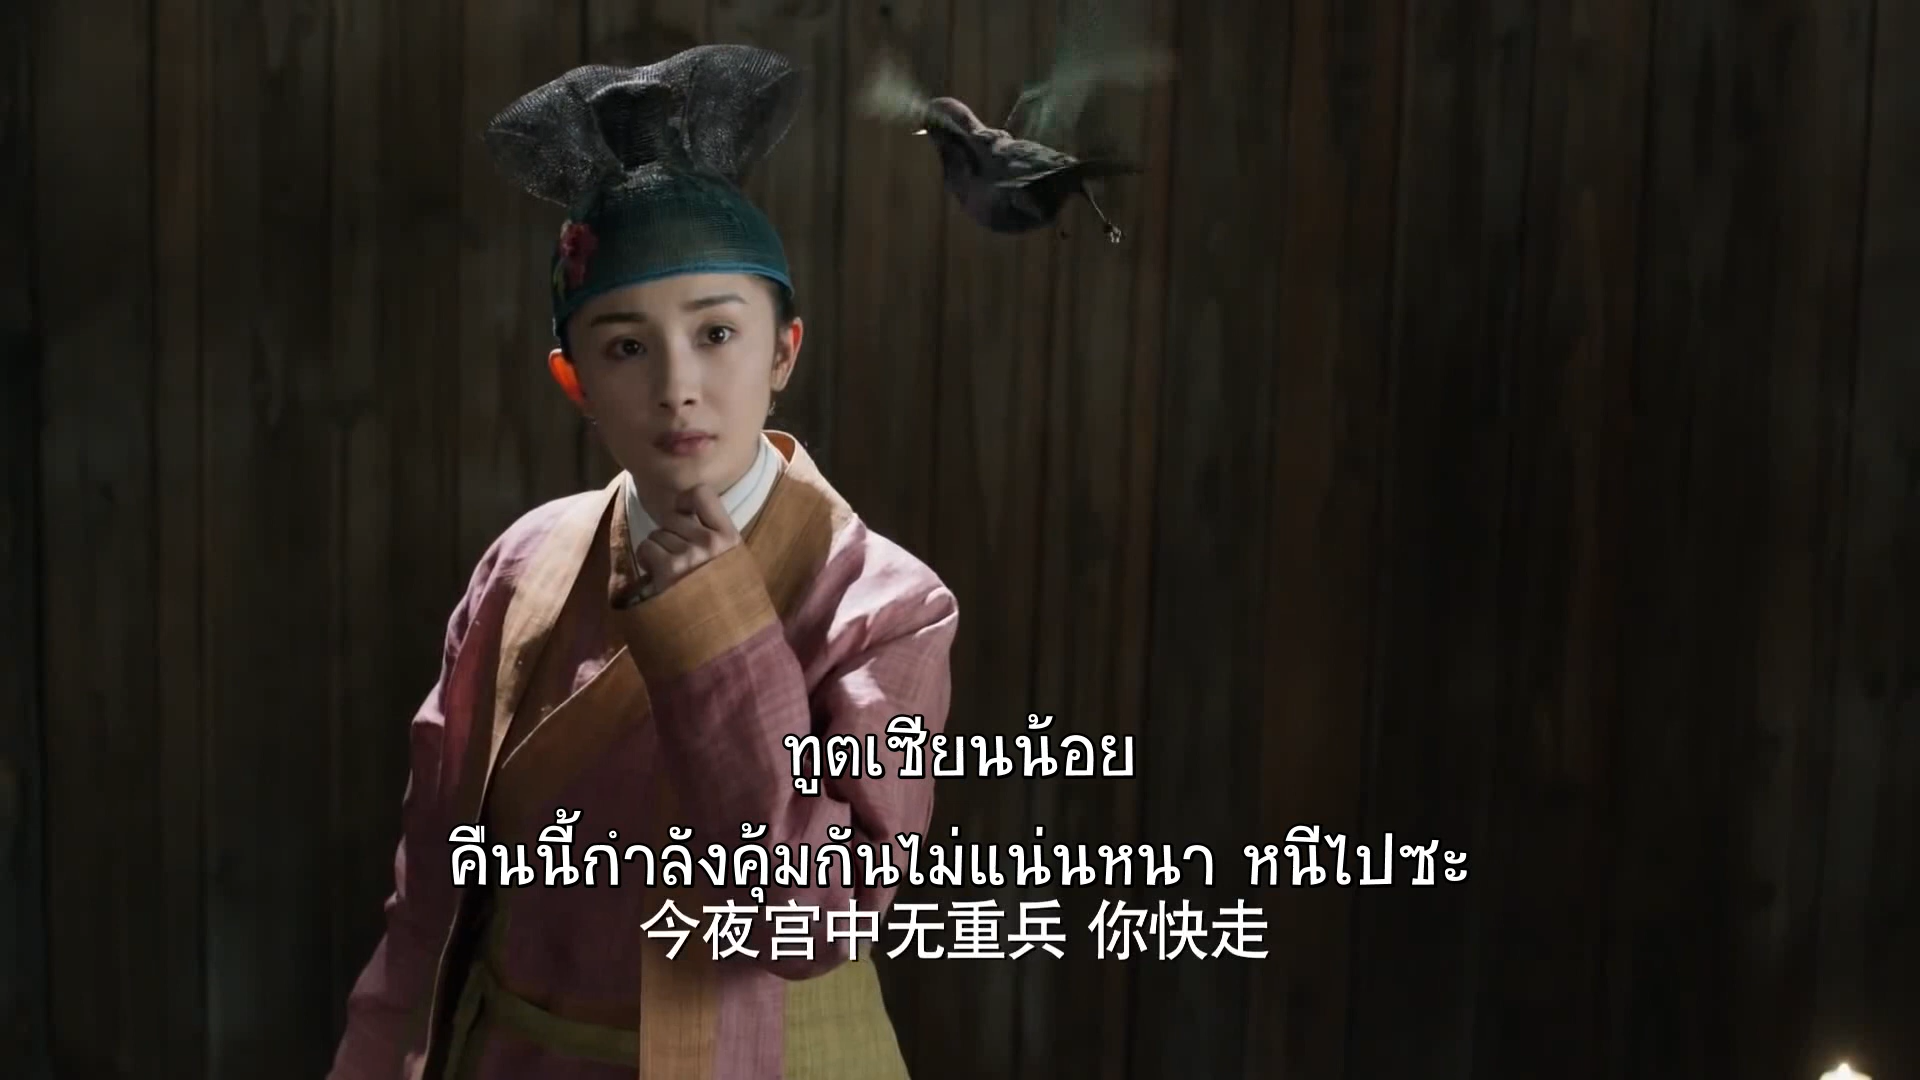 ทูตเซียนน้อย
คืนนี้กำลังคุ้มกันไม่แน่นหนา หนีไปซะ
今夜宫中无重兵 你快走